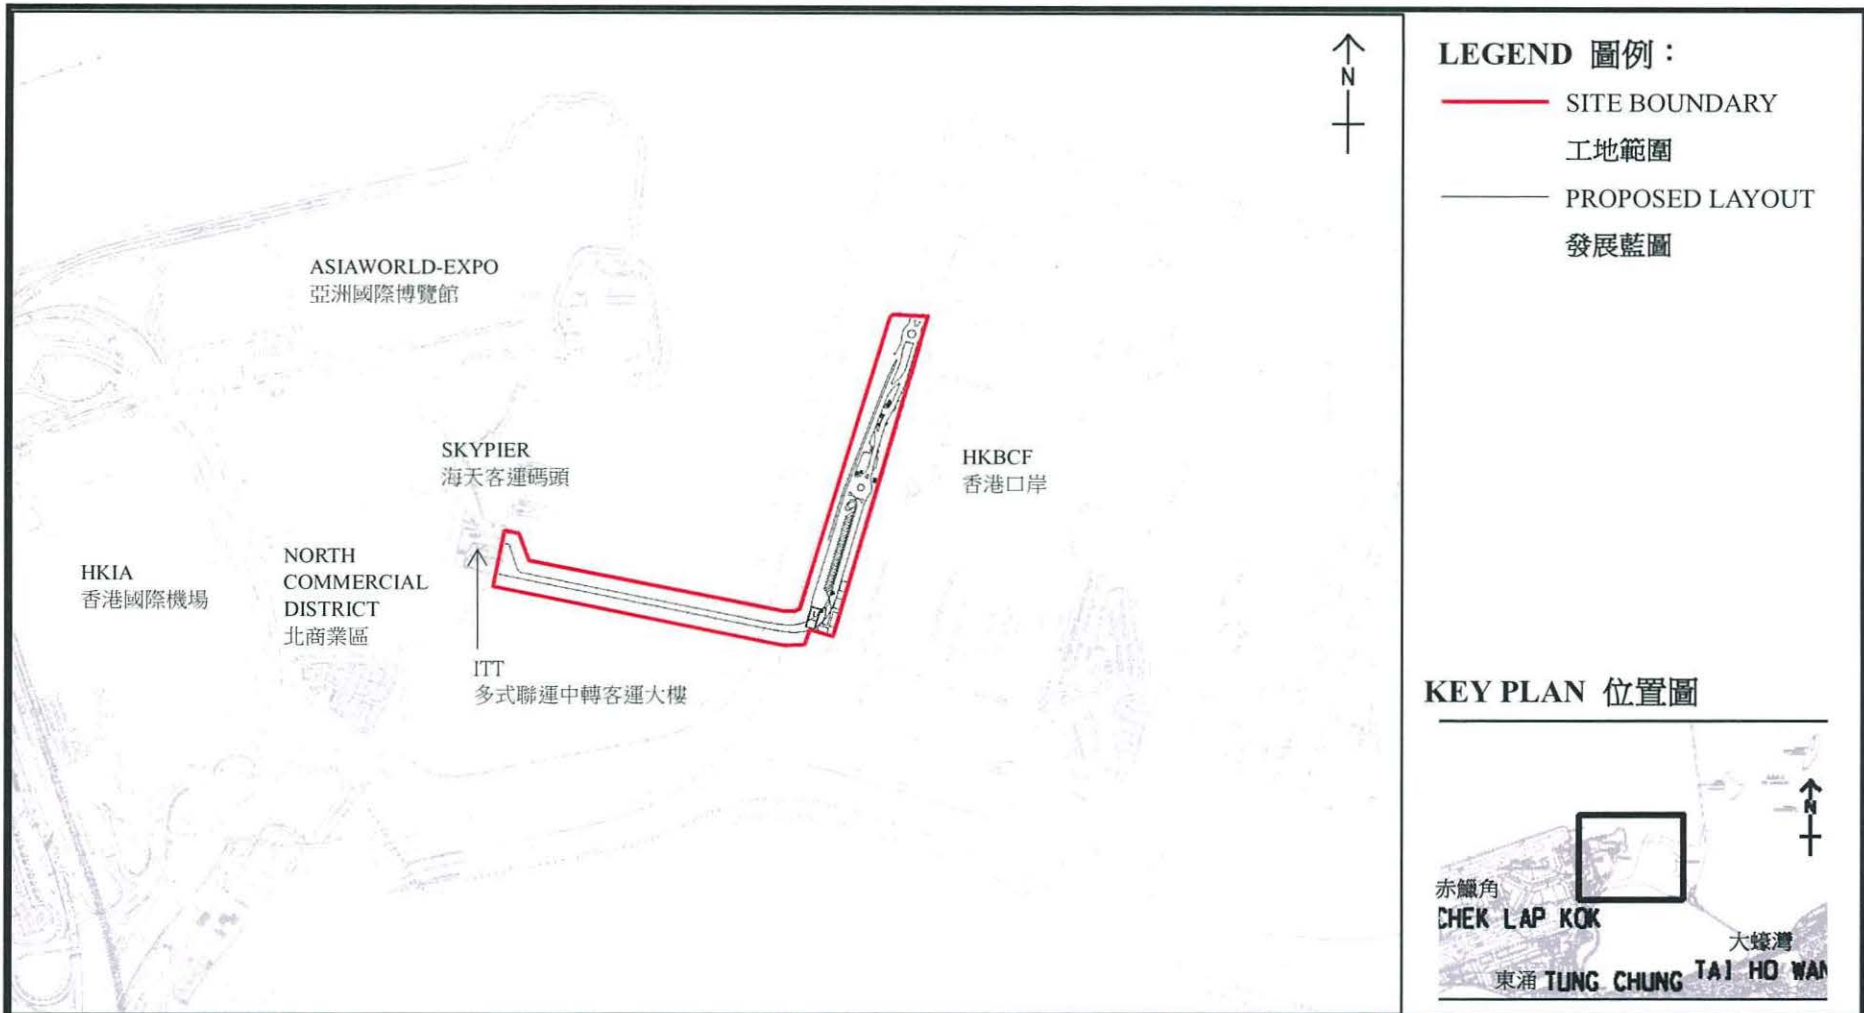 N
ASIAWORLD-EXPO
亞洲國際博覽館
SKYPIER
海天客運碼頭
HKBCF
香港口岸
HKIA
香港國際機場
NORTH
COMMERCIAL
DISTRICT
北商業區
ITT
多式聯運中轉客運大樓
LEGEND 圖例：
SITE BOUNDARY
工地範圍
PROPOSED LAYOUT
發展藍圖
KEY PLAN 位置圖
N
赤鱲角
CHEK LAP KOK
大蠔灣
東涌 TUNG CHUNG TAI HO WAN